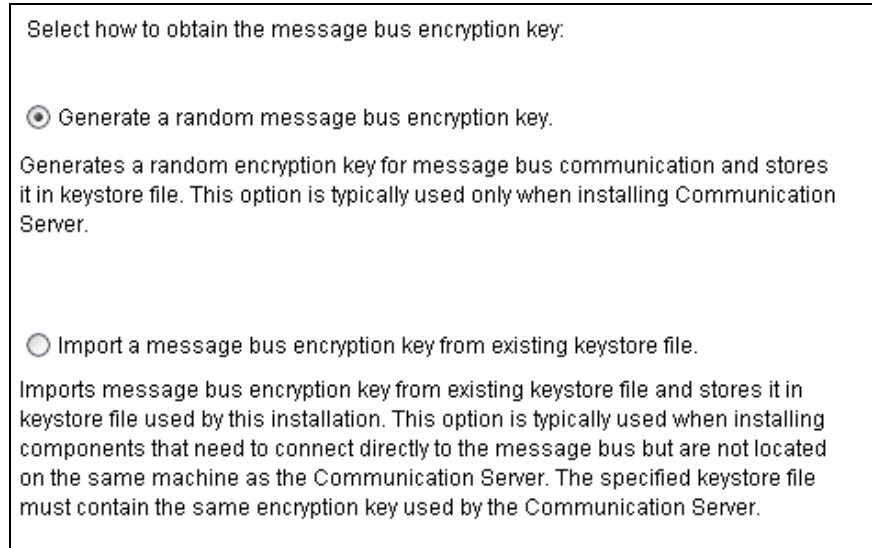 Select how to obtain the message bus encryption key:
Generate a random message bus encryption key.
Generates a random encryption key for message bus communication and stores
it in keystore file. This option is typically used only when installing Communication
Server.
Import a message bus encryption key from existing keystore file.
Imports message bus encryption key from existing keystore file and stores it in
keystore file used by this installation. This option is typically used when installing
components that need to connect directly to the message bus but are not located
on the same machine as the Communication Server. The specified keystore file
must contain the same encryption key used by the Communication Server.